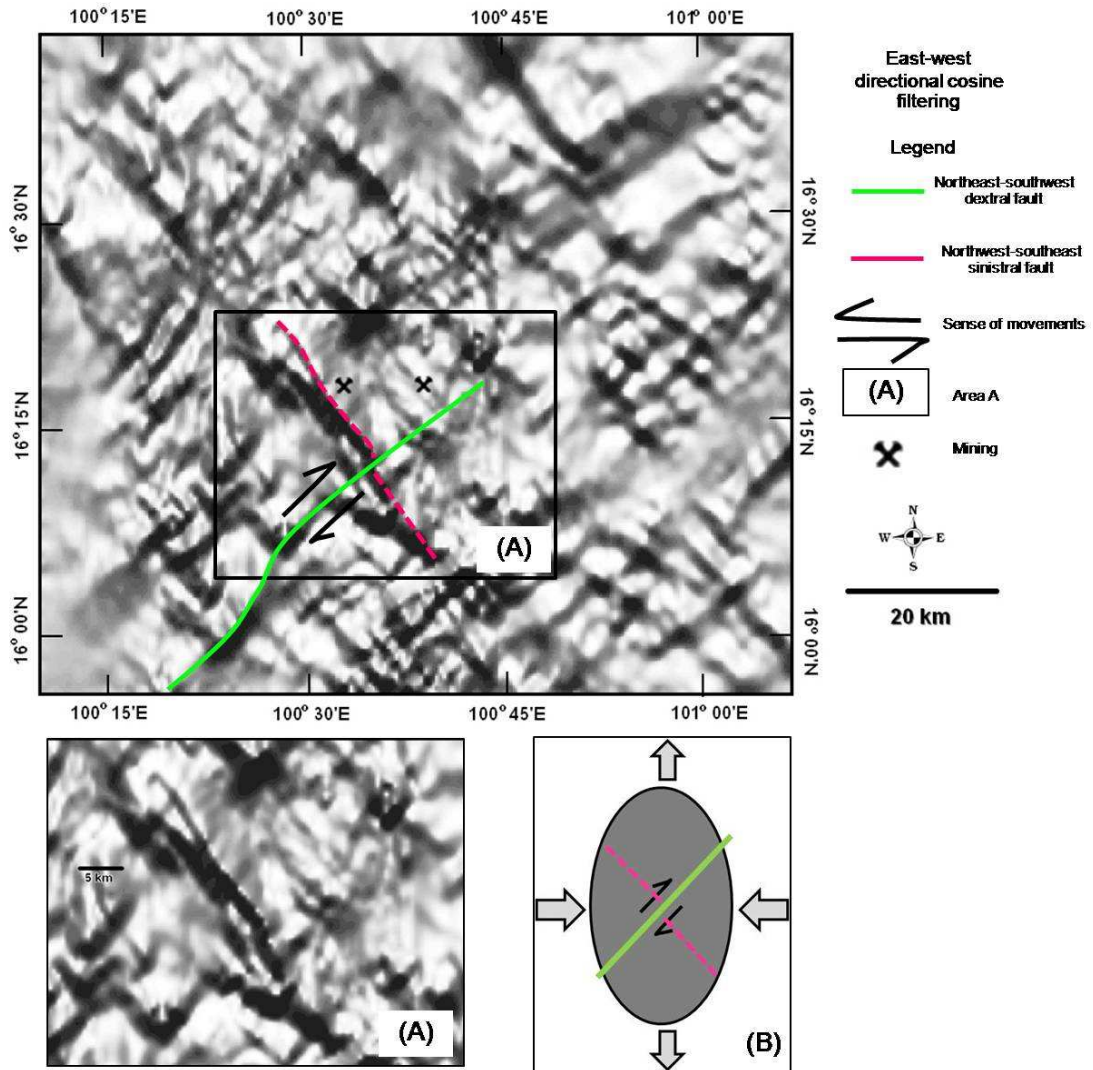 100° 15'E
100° 30'E
100° 45'E
101° 00'E
16° 30'N
16° 15'N
16° 00'N
16° 30'N
16° 15'N
16° 00'N
(A)
100° 15'E
100° 30'E
100° 45'E
101° 00'E
East-west
directional cosine
filtering
Legend
Northeast-southwest
dextral fault
Northwest-southeast
sinistral fault
Sense of movements
(A)
Area A
Mining
N
W
E
S
20 km
5 km
(A)
(B)